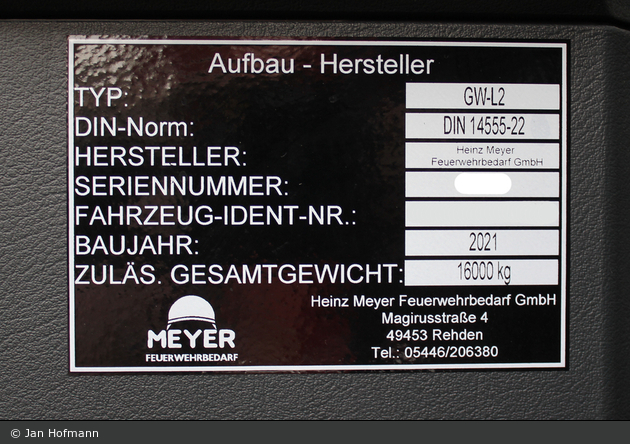 Aufbau - Hersteller
TYP: GW-L2
DIN-Norm: DIN 14555-22
HERSTELLER: Heinz Meyer
Feuerwehrbedarf GmbH
SERIENNUMMER:
FAHRZEUG-IDENT-NR.:
BAUJAHR: 2021
ZULÄS. GESAMTGEWICHT: 16000 kg
MEYER
FEUERWEHRBEDARF
Heinz Meyer Feuerwehrbedarf GmbH
Magirusstraße 4
49453 Rehden
Tel.: 05446/206380
© Jan Hofmann